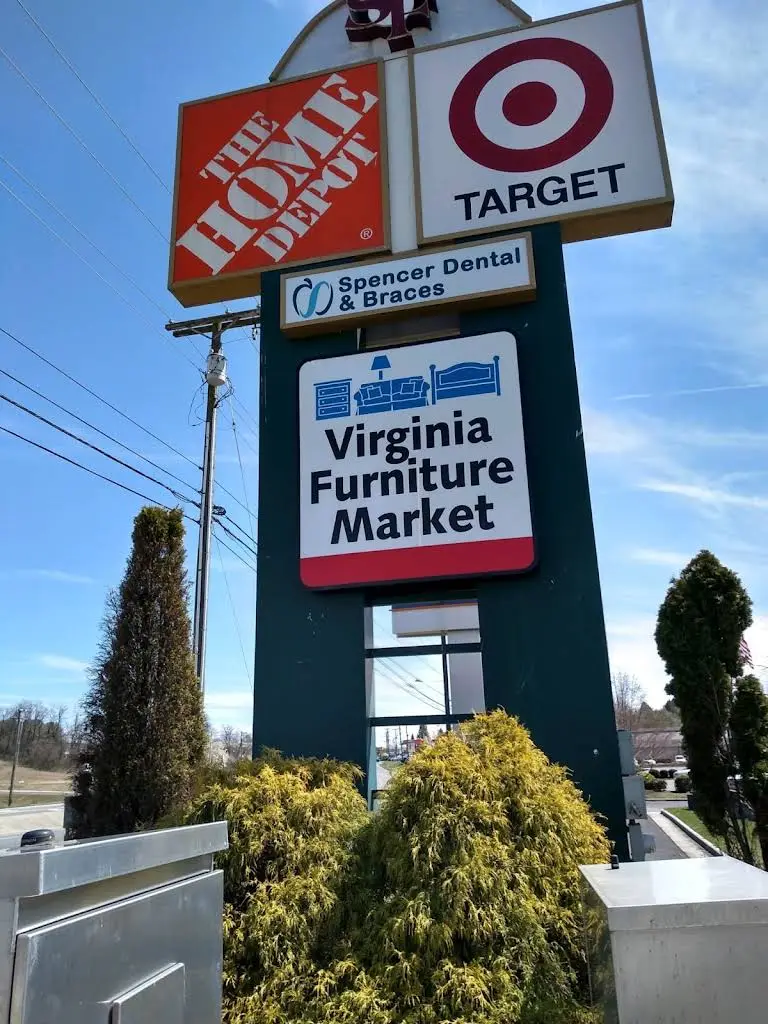 THE
HOME
DEPOT
®
TARGET
Spencer Dental
& Braces
Virginia
Furniture
Market